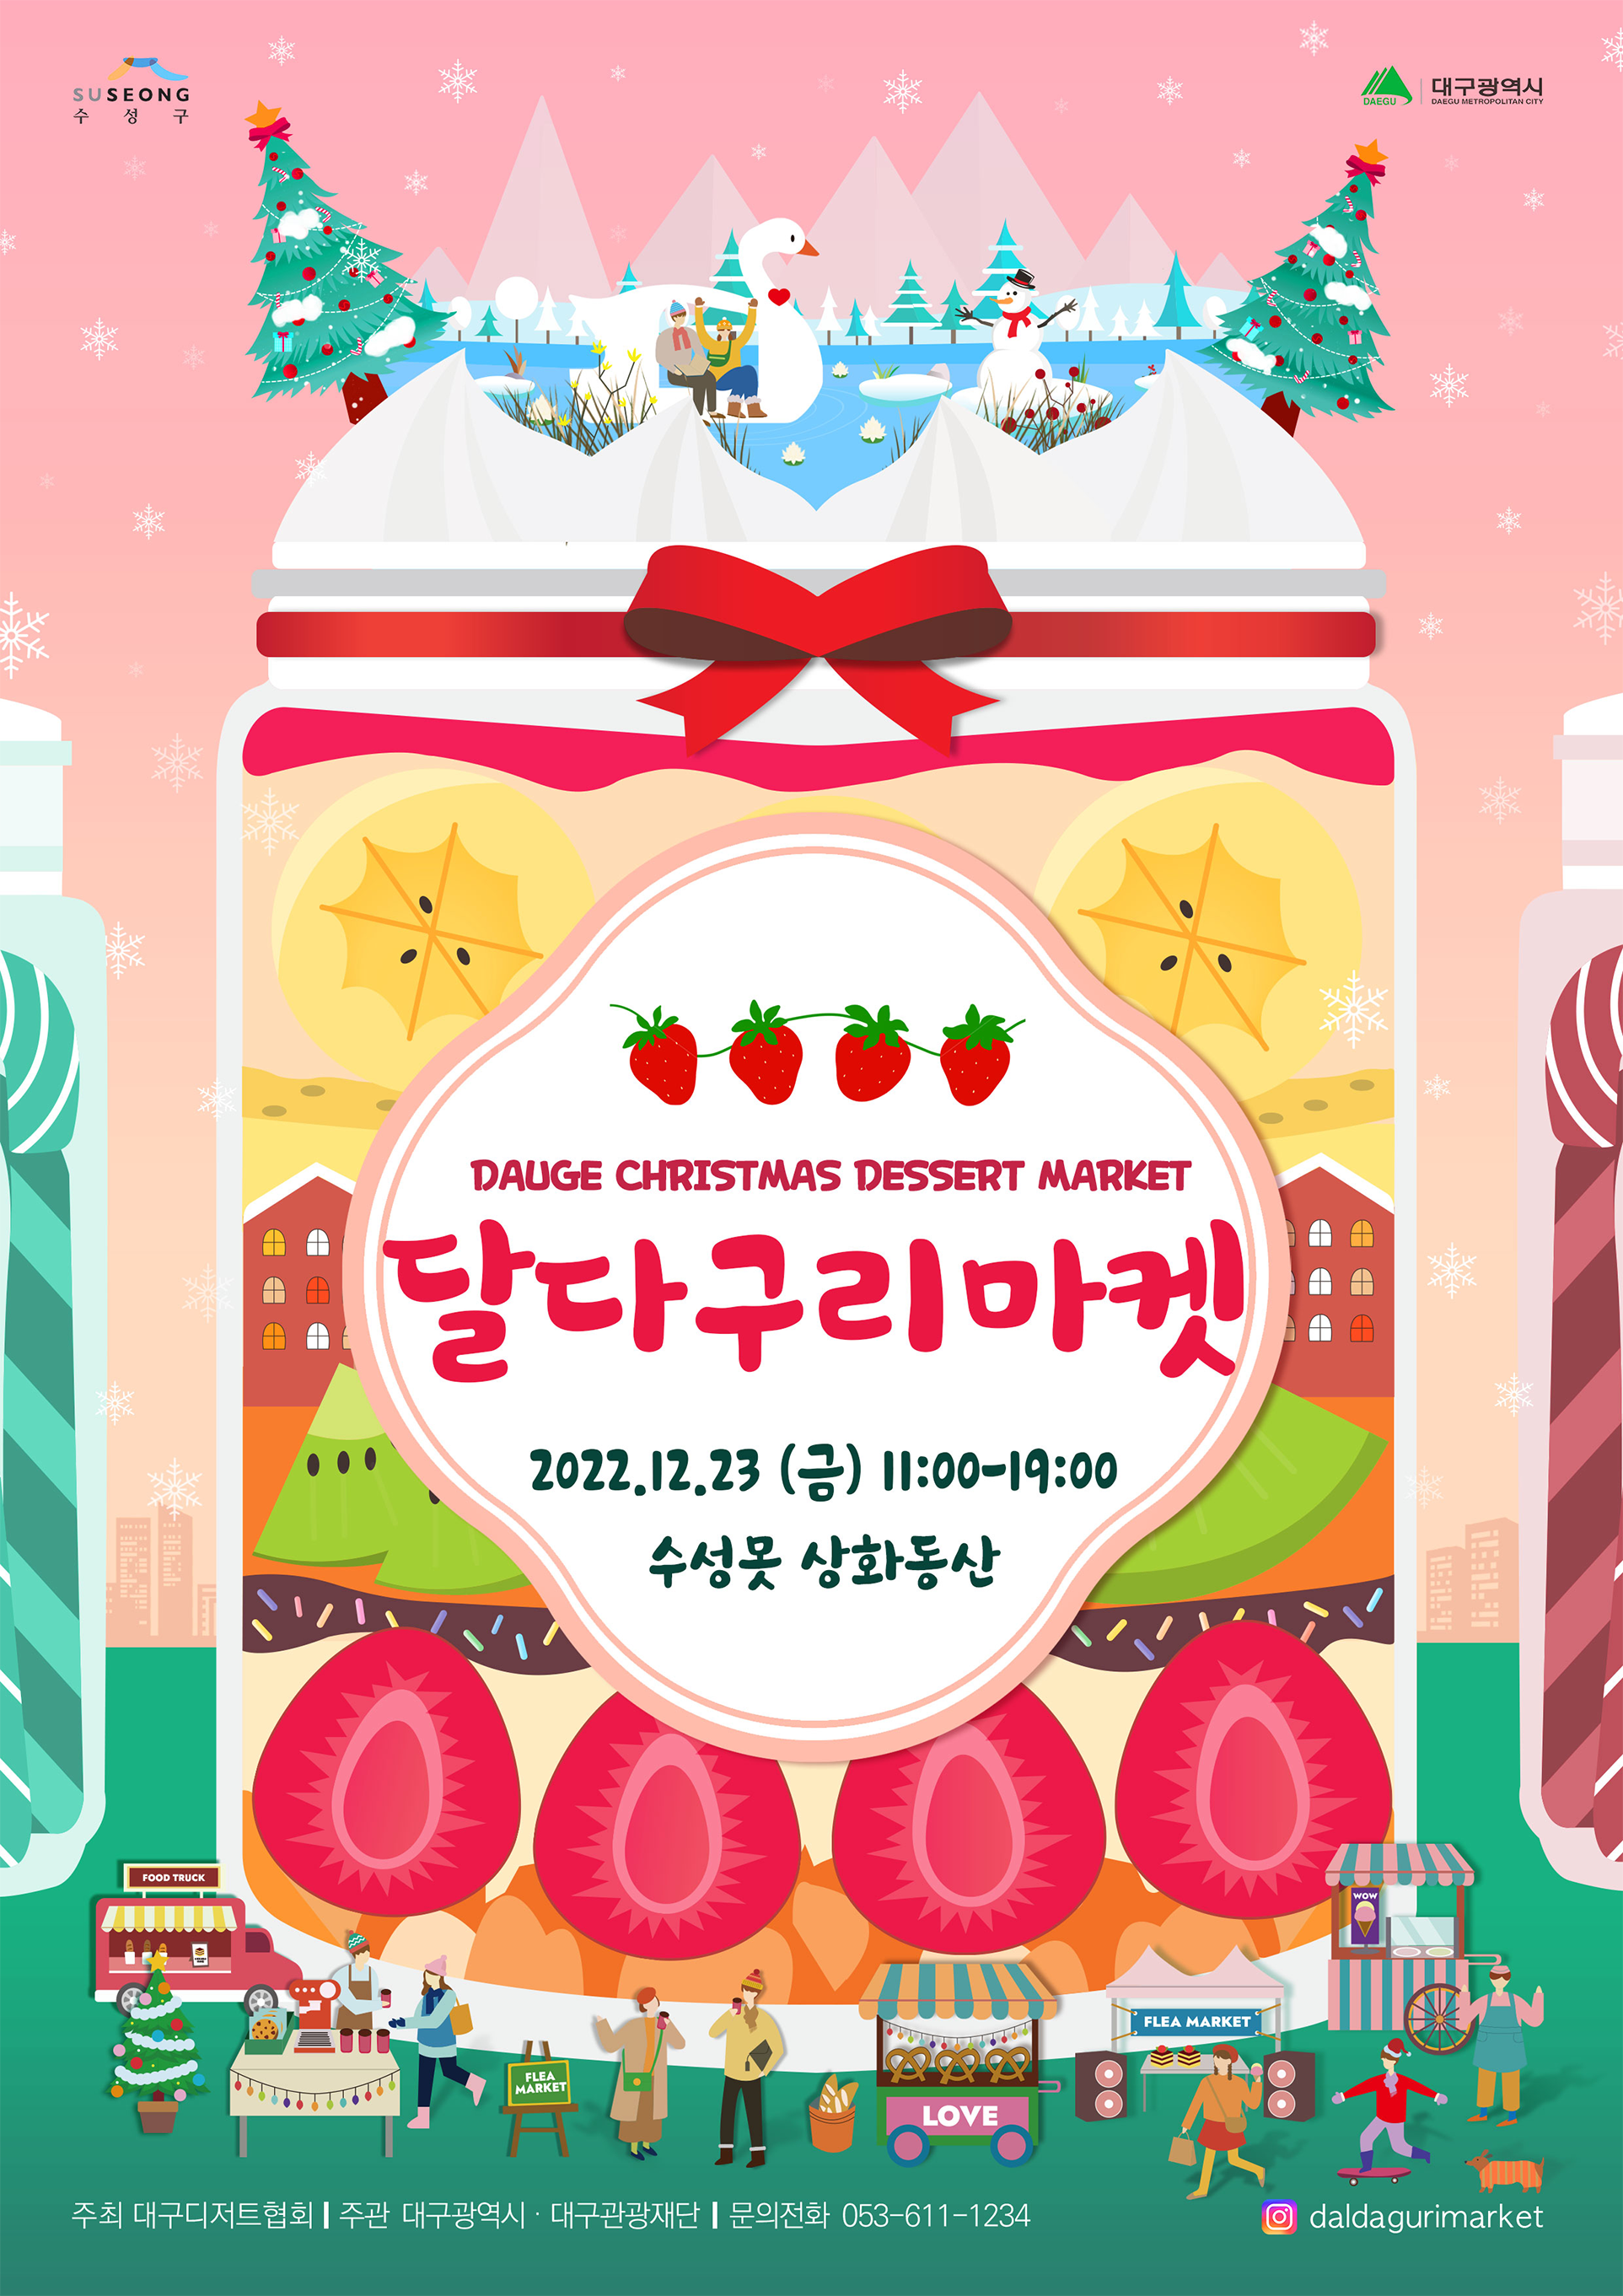 SUSEONG
수성구
DAEGU
대구광역시
DAEGU METROPOLITAN CITY
DAUGE CHRISTMAS DESSERT MARKET
달다구리마켓
2022.12.23 (금) 11:00-19:00
수성못 상화동산
FOOD TRUCK
WOW
FLEA MARKET
FLEA
MARKET
LOVE
주최 대구디저트협회 | 주관 대구광역시 · 대구관광재단 | 문의전화 053-611-1234
daldagurimarket